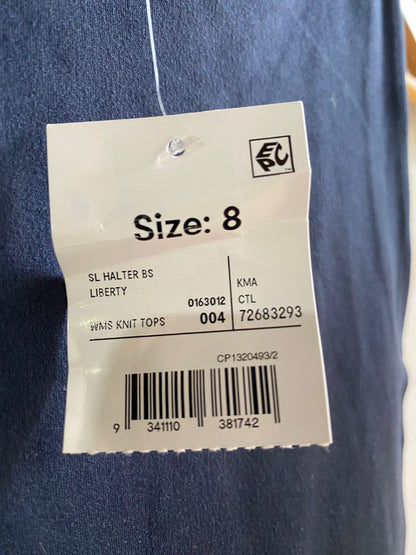 EPC
Size: 8
SL HALTER BS
LIBERTY
0163012
WMS KNIT TOPS 004
KMA
CTL
72683293
CP1320493/2
9 341110 381742